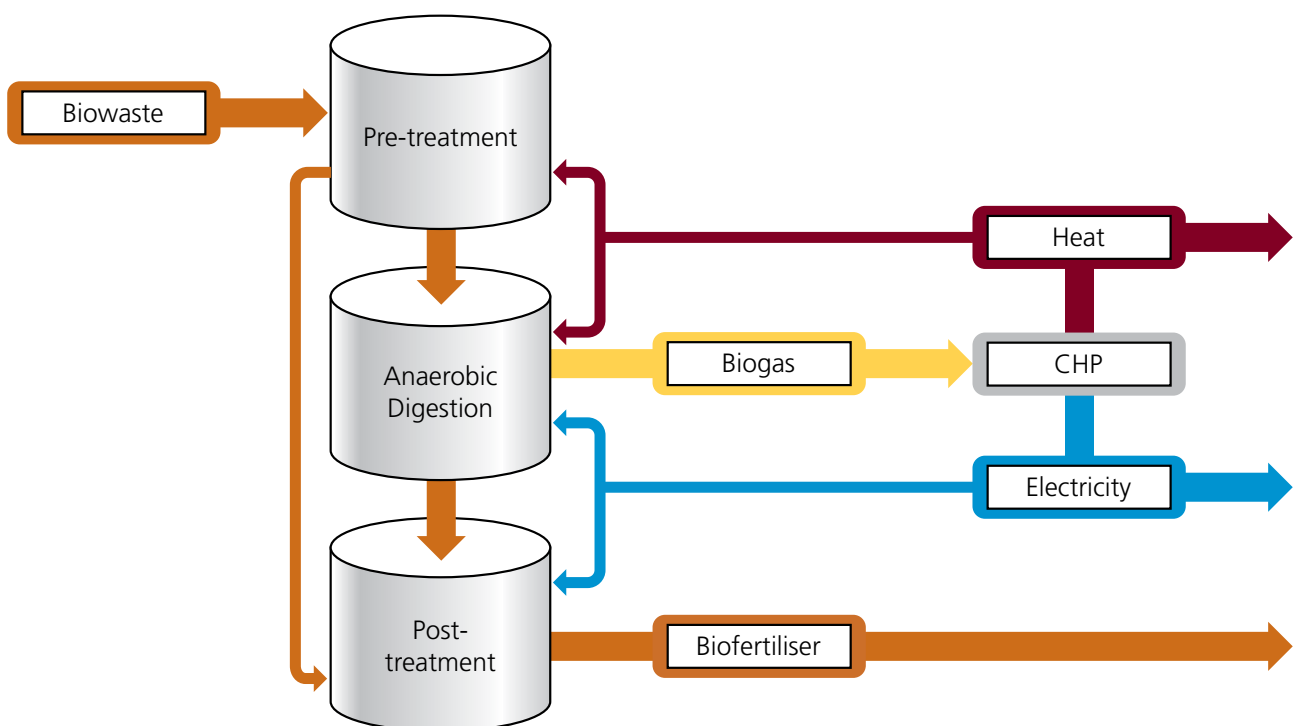 Biowaste
Pre-treatment
Heat
Anaerobic
Digestion
Biogas
CHP
Electricity
Post-
treatment
Biofertiliser